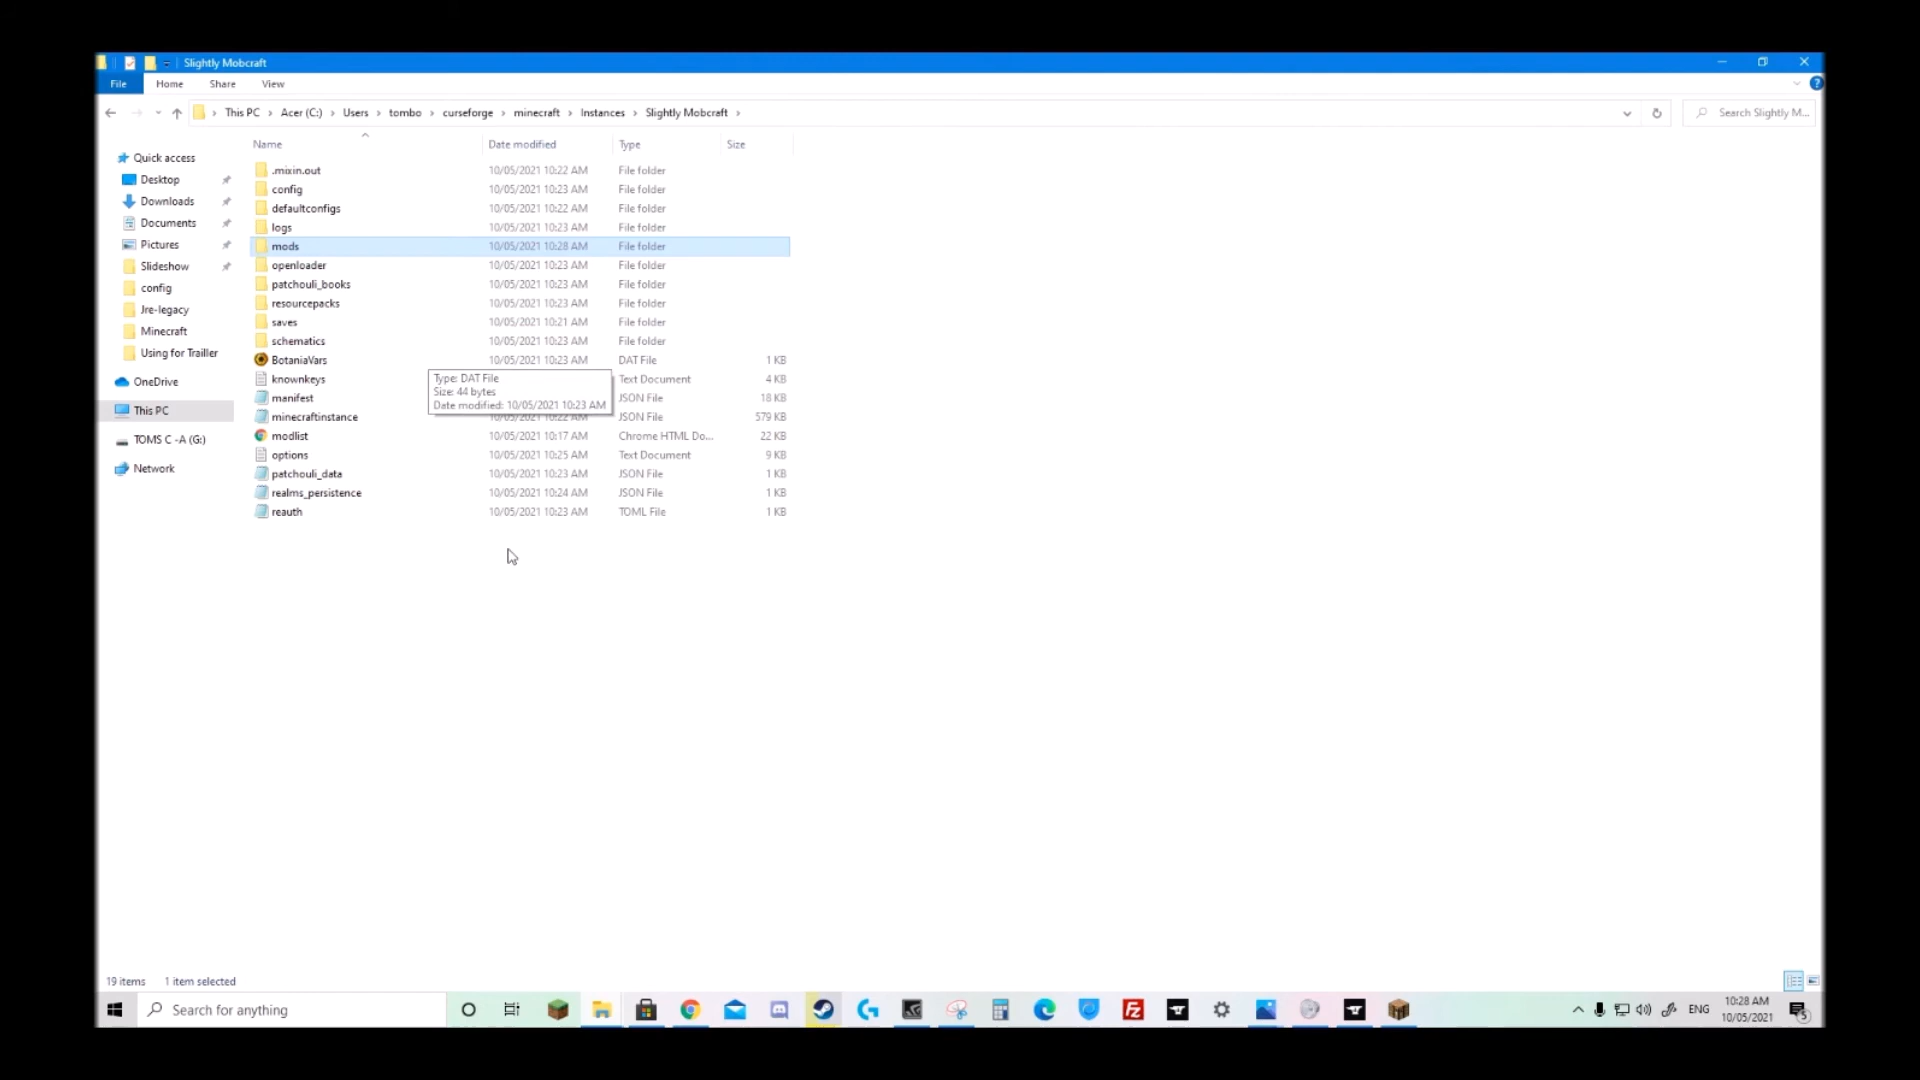 Slightly Mobcraft
File Home Share View
This PC Acer (C:) Users tombo curseforge minecraft Instances Slightly Mobcraft
Search Slightly M...
Name Date modified Type Size
Quick access
Desktop
Downloads
Documents
Pictures
Slideshow
config
Jre-legacy
Minecraft
Using for Trailler
OneDrive
This PC
TOMS C -A (G:)
Network
.mixin.out 10/05/2021 10:22 AM File folder
config 10/05/2021 10:23 AM File folder
defaultconfigs 10/05/2021 10:22 AM File folder
logs 10/05/2021 10:23 AM File folder
mods 10/05/2021 10:28 AM File folder
openloader 10/05/2021 10:23 AM File folder
patchouli_books 10/05/2021 10:23 AM File folder
resourcepacks 10/05/2021 10:23 AM File folder
saves 10/05/2021 10:21 AM File folder
schematics 10/05/2021 10:23 AM File folder
BotaniaVars 10/05/2021 10:23 AM DAT File 1 KB
knownkeys Text Document 4 KB
manifest JSON File 18 KB
minecraftinstance 10/05/2021 10:22 AM JSON File 579 KB
modlist 10/05/2021 10:17 AM Chrome HTML Do... 22 KB
options 10/05/2021 10:25 AM Text Document 9 KB
patchouli_data 10/05/2021 10:23 AM JSON File 1 KB
realms_persistence 10/05/2021 10:24 AM JSON File 1 KB
reauth 10/05/2021 10:23 AM TOML File 1 KB
Type: DAT File
Size: 44 bytes
Date modified: 10/05/2021 10:23 AM
19 items 1 item selected
Search for anything
ENG
10:28 AM
10/05/2021
5